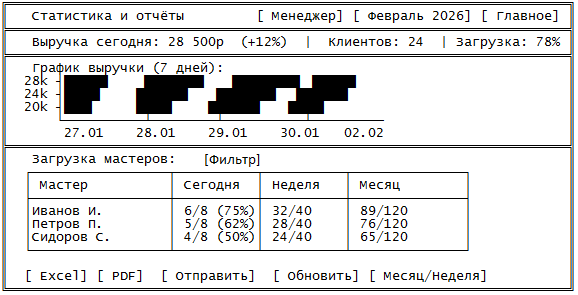 Статистика и отчёты [ Менеджер] [ Февраль 2026] [ Главное]
Выручка сегодня: 28 500р (+12%) | Клиентов: 24 | Загрузка: 78%
График выручки (7 дней):
28k
24k
20k
27.01 28.01 29.01 30.01 02.02
Загрузка мастеров: [Фильтр]
Мастер Сегодня Неделя Месяц
Иванов И. 6/8 (75%) 32/40 89/120
Петров П. 5/8 (62%) 28/40 76/120
Сидоров С. 4/8 (50%) 24/40 65/120
[ Excel] [ PDF] [ Отправить] [ Обновить] [ Месяц/Неделя]